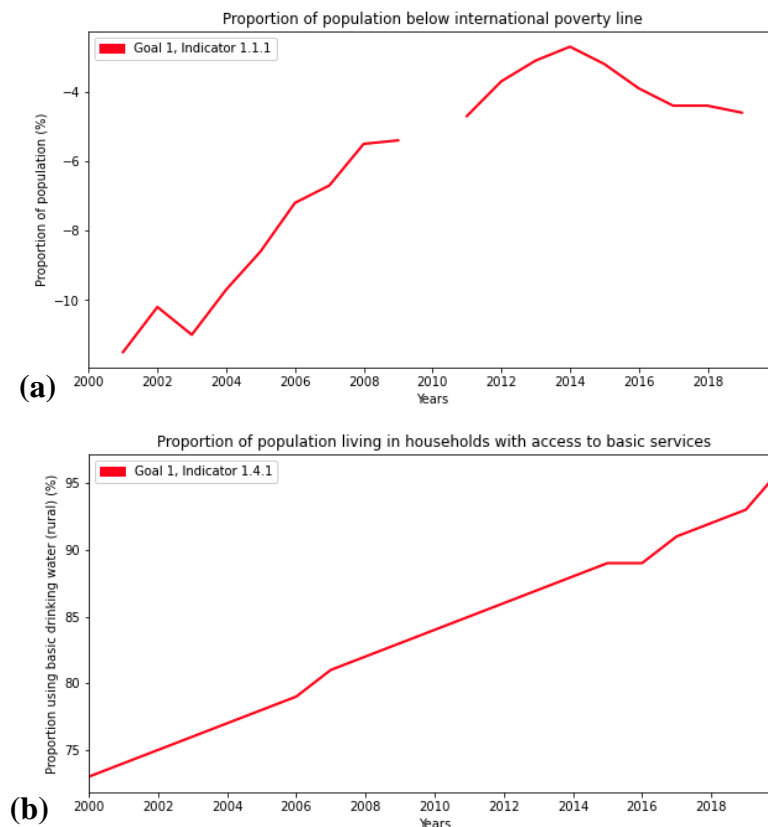 Proportion of population below international poverty line
Goal 1, Indicator 1.1.1
Proportion of population (%)
−4
−6
−8
−10
2000 2002 2004 2006 2008 2010 2012 2014 2016 2018
Years
(a)
Proportion of population living in households with access to basic services
Goal 1, Indicator 1.4.1
Proportion using basic drinking water (rural) (%)
95
90
85
80
75
2000 2002 2004 2006 2008 2010 2012 2014 2016 2018
Years
(b)